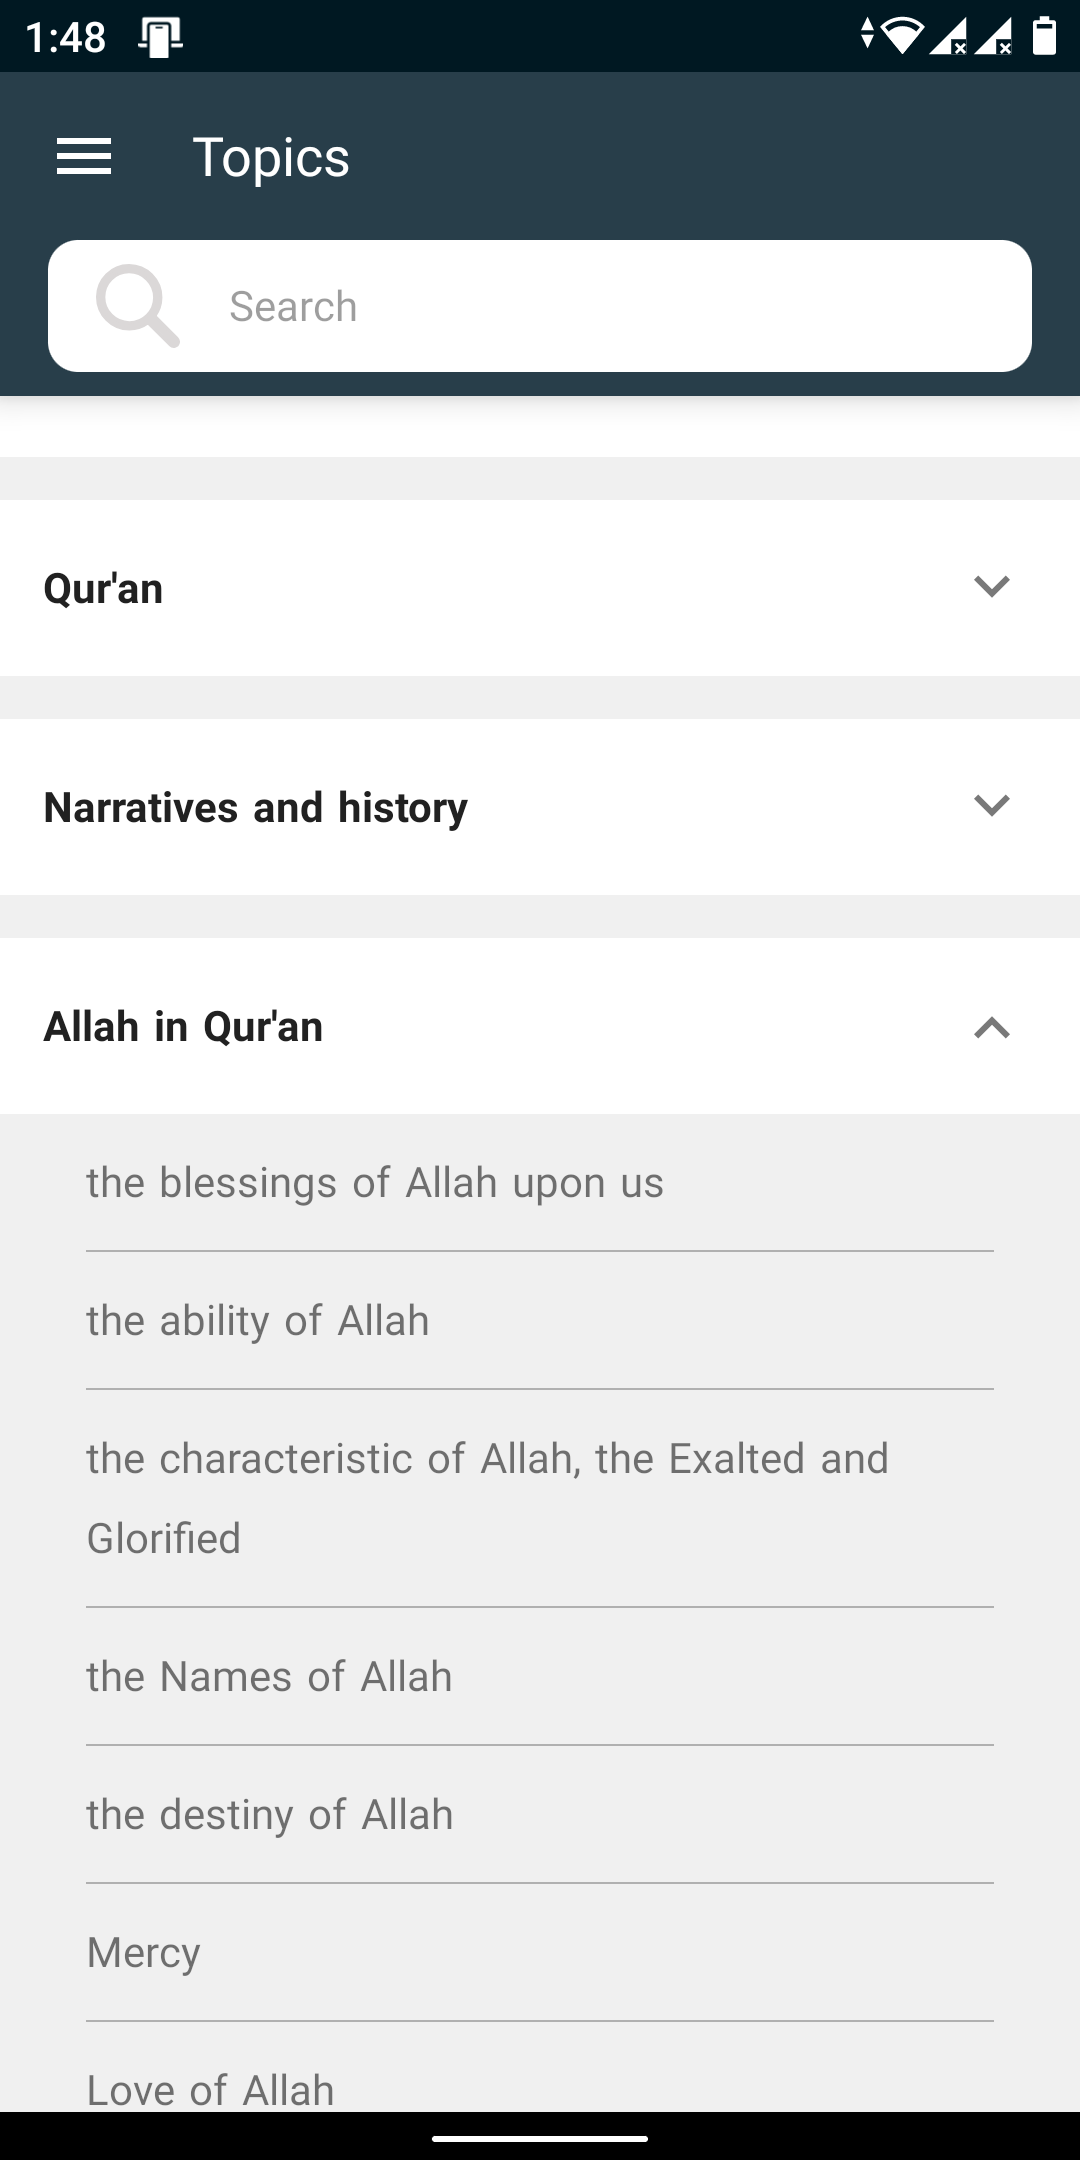 1:48
Topics
Search
Qur'an
Narratives and history
Allah in Qur'an
the blessings of Allah upon us
the ability of Allah
the characteristic of Allah, the Exalted and
Glorified
the Names of Allah
the destiny of Allah
Mercy
Love of Allah